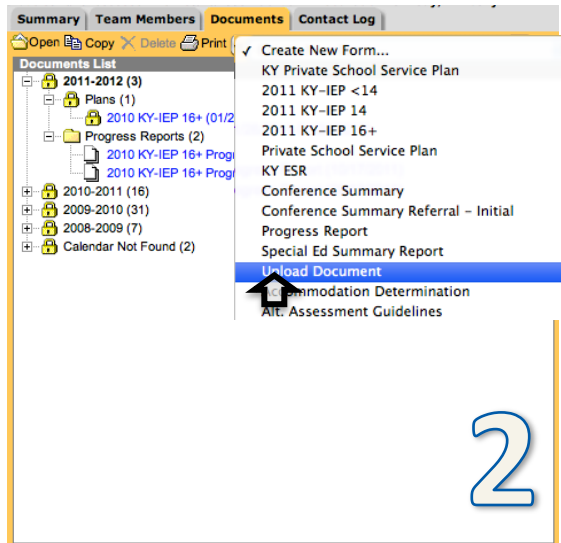 Summary Team Members Documents Contact Log
Open Copy Delete Print
✓ Create New Form...
Documents List
KY Private School Service Plan
2011-2012 (3)
2011 KY-IEP <14
Plans (1)
2011 KY-IEP 14
2010 KY-IEP 16+ (01/2
2011 KY-IEP 16+
Progress Reports (2)
Private School Service Plan
2010 KY-IEP 16+ Progr
KY ESR
2010 KY-IEP 16+ Progr
Conference Summary
2010-2011 (16)
Conference Summary Referral - Initial
2009-2010 (31)
Progress Report
2008-2009 (7)
Special Ed Summary Report
Calendar Not Found (2)
Upload Document
Accommodation Determination
Alt. Assessment Guidelines
2